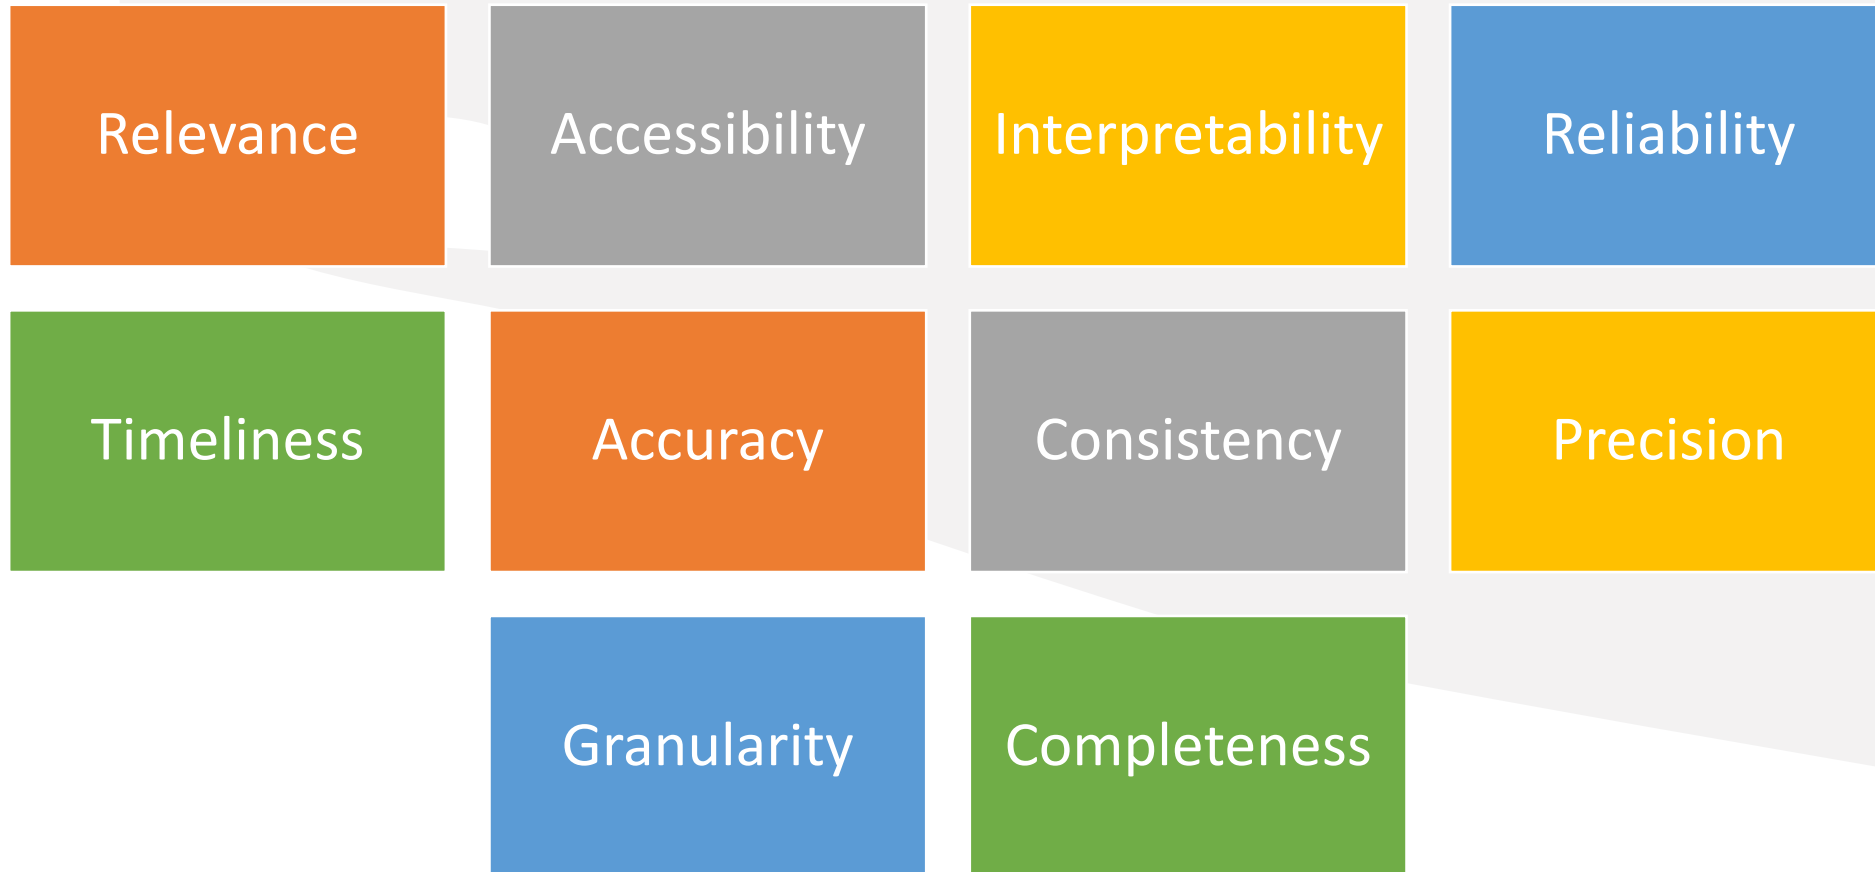 Relevance
Accessibility
Interpretability
Reliability
Timeliness
Accuracy
Consistency
Precision
Granularity
Completeness